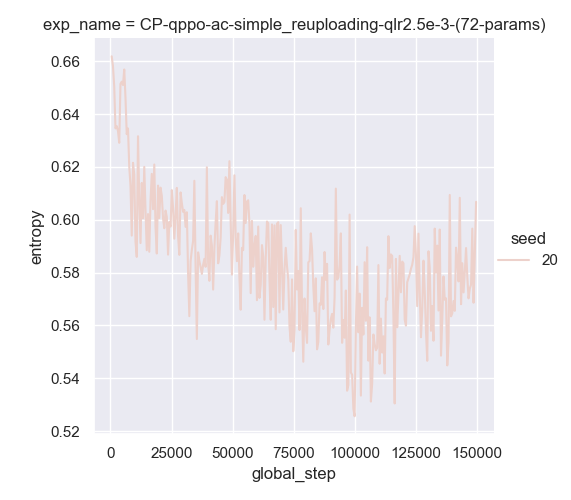 exp_name = CP-qppo-ac-simple_reuploading-qlr2.5e-3-(72-params)
0.66
0.64
0.62
0.60
0.58
0.56
0.54
0.52
entropy
0 25000 50000 75000 100000 125000 150000
global_step
seed
20